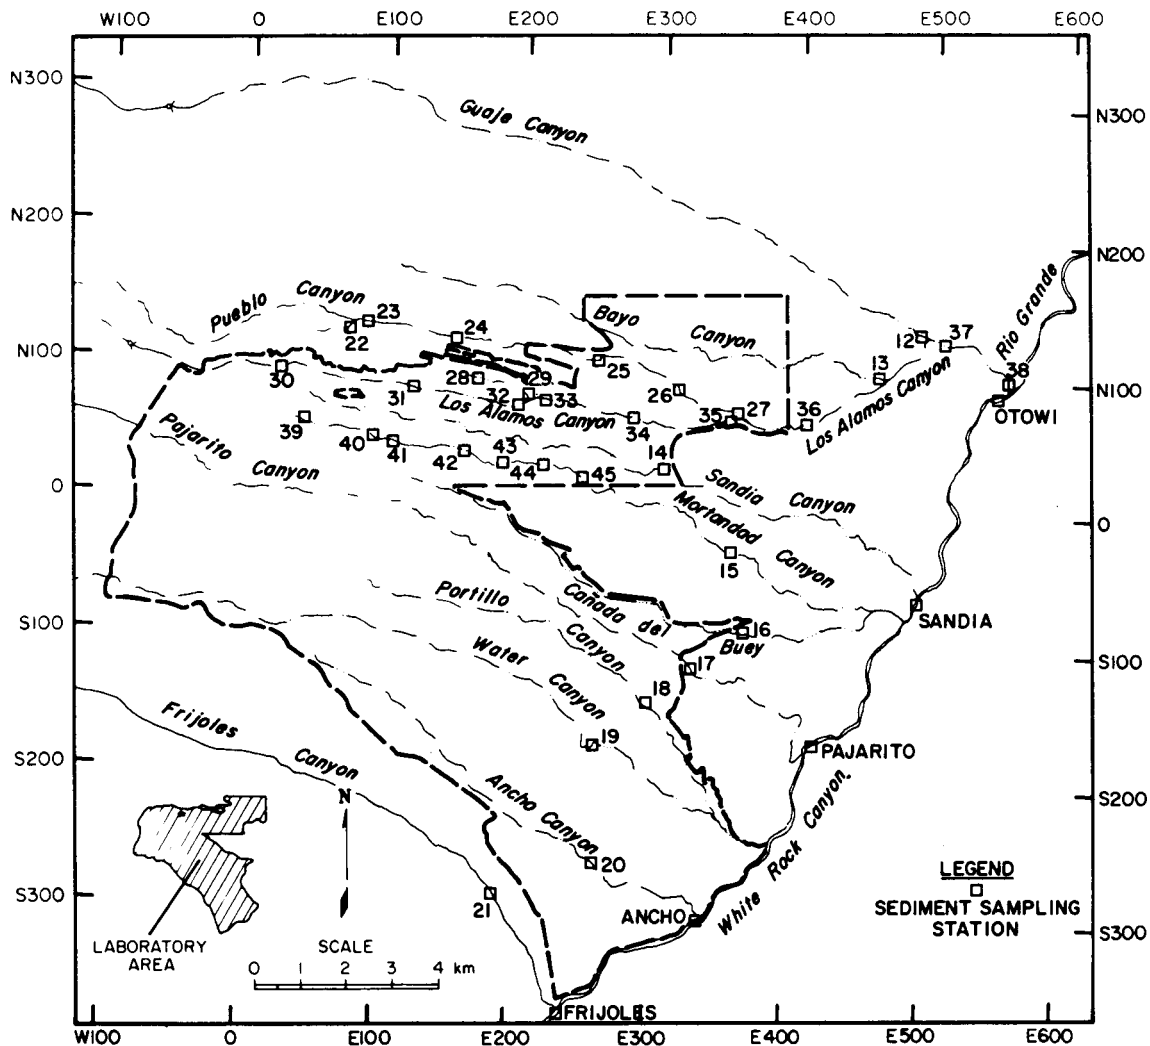 W100 0 E100 E200 E300 E400 E500 E600
N300
N300
Guaje Canyon
N200
N200
Rio Grande
Pueblo Canyon
23
22
24
Bayo Canyon
12
37
N100
N100
30
31
28
29
25
13
38
32
33
26
OTOWI
Los Alamos Canyon
35
27
36
Los Alamos Canyon
34
39
40
41
42
43
44
45
14
Pajarito Canyon
0
0
Sandia Canyon
Mortandad Canyon
15
Portillo Canyon
Cañada del Buey
16
SANDIA
S100
S100
17
Water Canyon
18
19
PAJARITO
Frijoles Canyon
S200
S200
Ancho Canyon
20
21
White Rock Canyon
N
S300
S300
ANCHO
LEGEND
SEDIMENT SAMPLING
STATION
LABORATORY
AREA
SCALE
0 1 2 3 4 km
FRIJOLES
W100 0 E100 E200 E300 E400 E500 E600